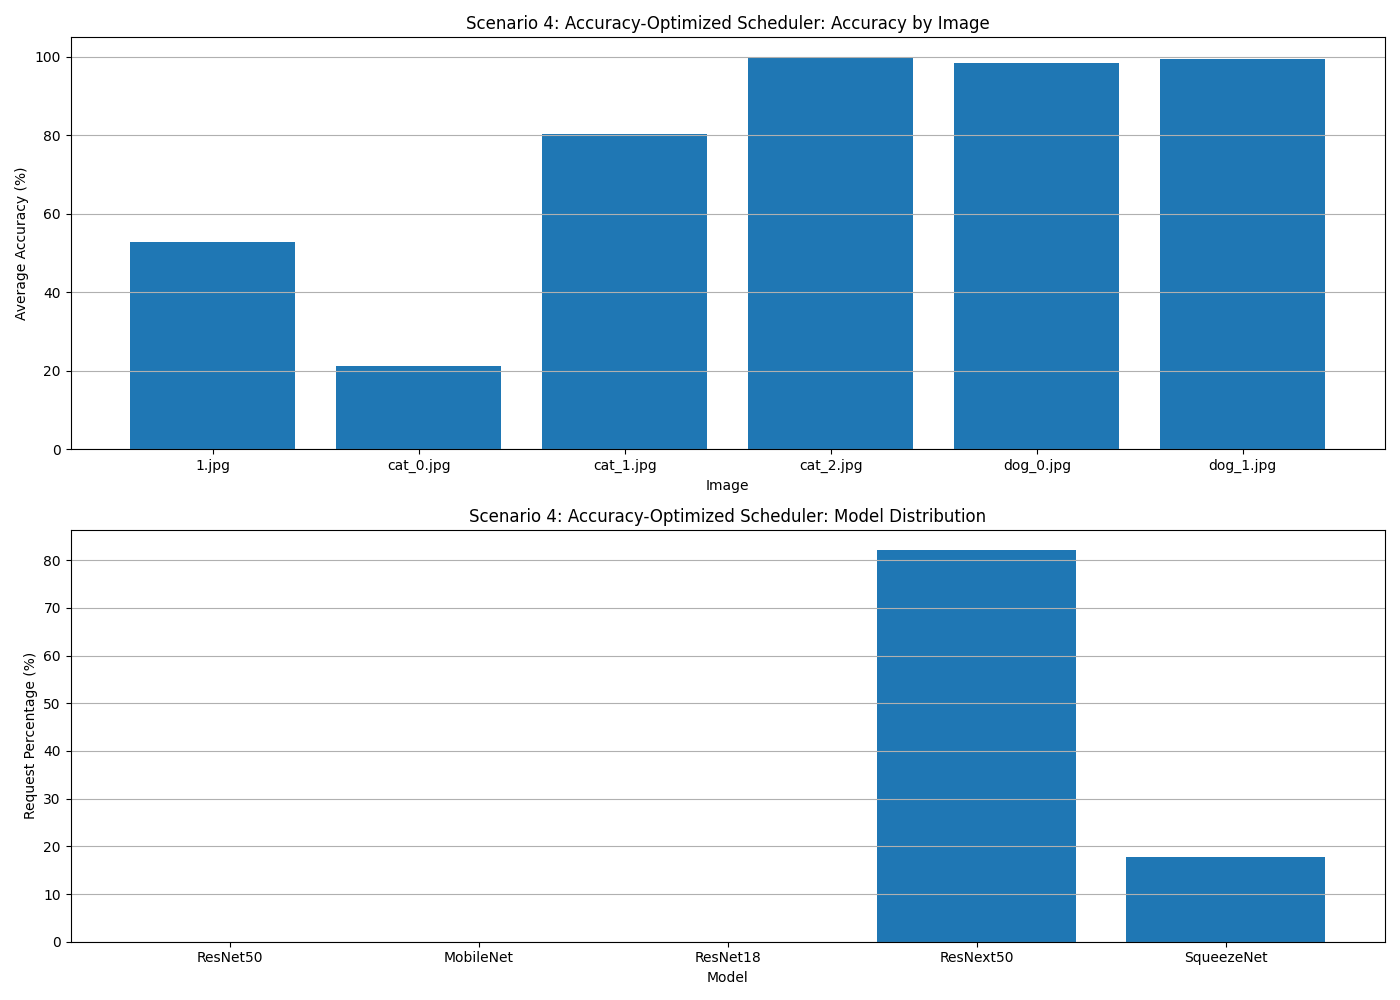 Scenario 4: Accuracy-Optimized Scheduler: Accuracy by Image
100
80
60
40
20
0
Average Accuracy (%)
1.jpg cat_0.jpg cat_1.jpg cat_2.jpg dog_0.jpg dog_1.jpg
Image
Scenario 4: Accuracy-Optimized Scheduler: Model Distribution
80
70
60
50
40
30
20
10
0
Request Percentage (%)
ResNet50 MobileNet ResNet18 ResNext50 SqueezeNet
Model